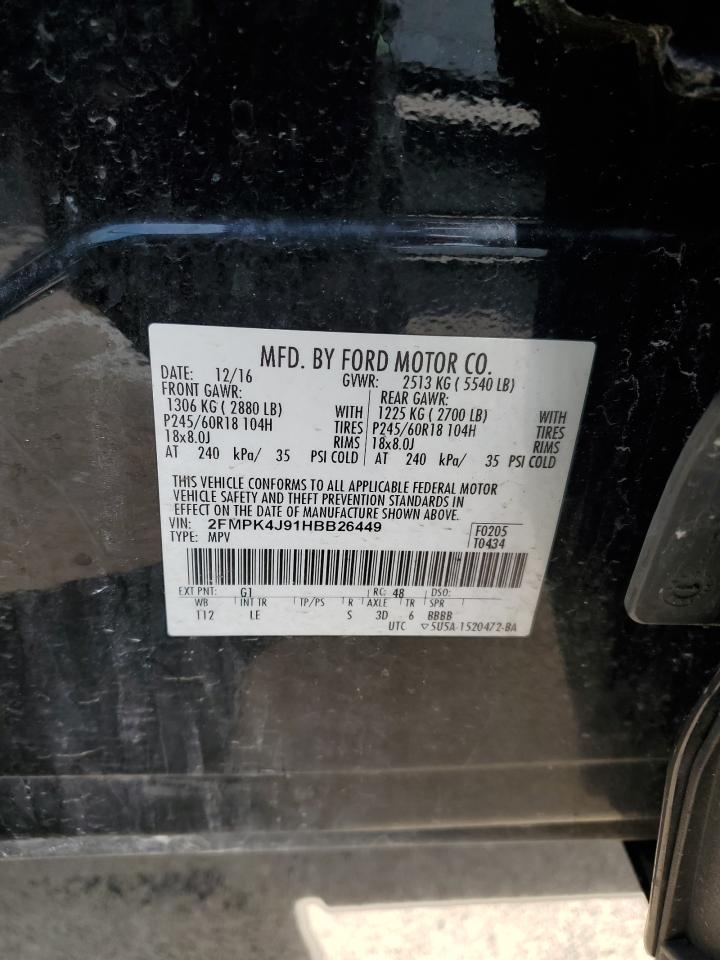 MFD. BY FORD MOTOR CO.
DATE: 12/16 GVWR: 2513 KG ( 5540 LB)
FRONT GAWR: REAR GAWR:
1306 KG ( 2880 LB) WITH 1225 KG ( 2700 LB) WITH
P245/60R18 104H TIRES P245/60R18 104H TIRES
18x8.0J RIMS 18x8.0J RIMS
AT 240 kPa/ 35 PSI COLD AT 240 kPa/ 35 PSI COLD
THIS VEHICLE CONFORMS TO ALL APPLICABLE FEDERAL MOTOR
VEHICLE SAFETY AND THEFT PREVENTION STANDARDS IN
EFFECT ON THE DATE OF MANUFACTURE SHOWN ABOVE.
VIN: 2FMPK4J91HBB26449 F0205
TYPE: MPV T0434
EXT PNT: G1 RC: 48 DSO:
WB INT TR TP/PS R AXLE TR SPR
T12 LE S 3D 6 BBBB
UTC ▽5U5A-1520472-BA